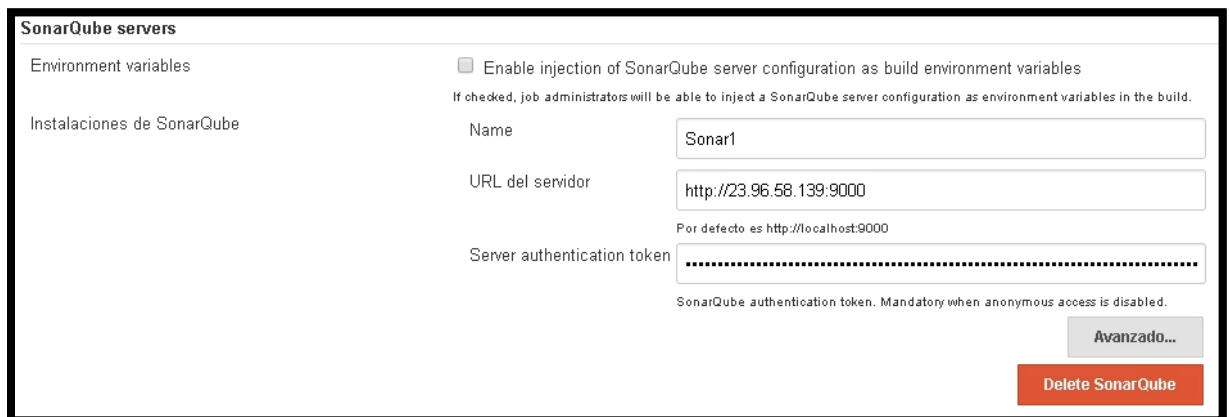 SonarQube servers
Environment variables
Enable injection of SonarQube server configuration as build environment variables
If checked, job administrators will be able to inject a SonarQube server configuration as environment variables in the build.
Instalaciones de SonarQube
Name
Sonar1
URL del servidor
http://23.96.58.139:9000
Por defecto es http://localhost:9000
Server authentication token
SonarQube authentication token. Mandatory when anonymous access is disabled.
Avanzado...
Delete SonarQube